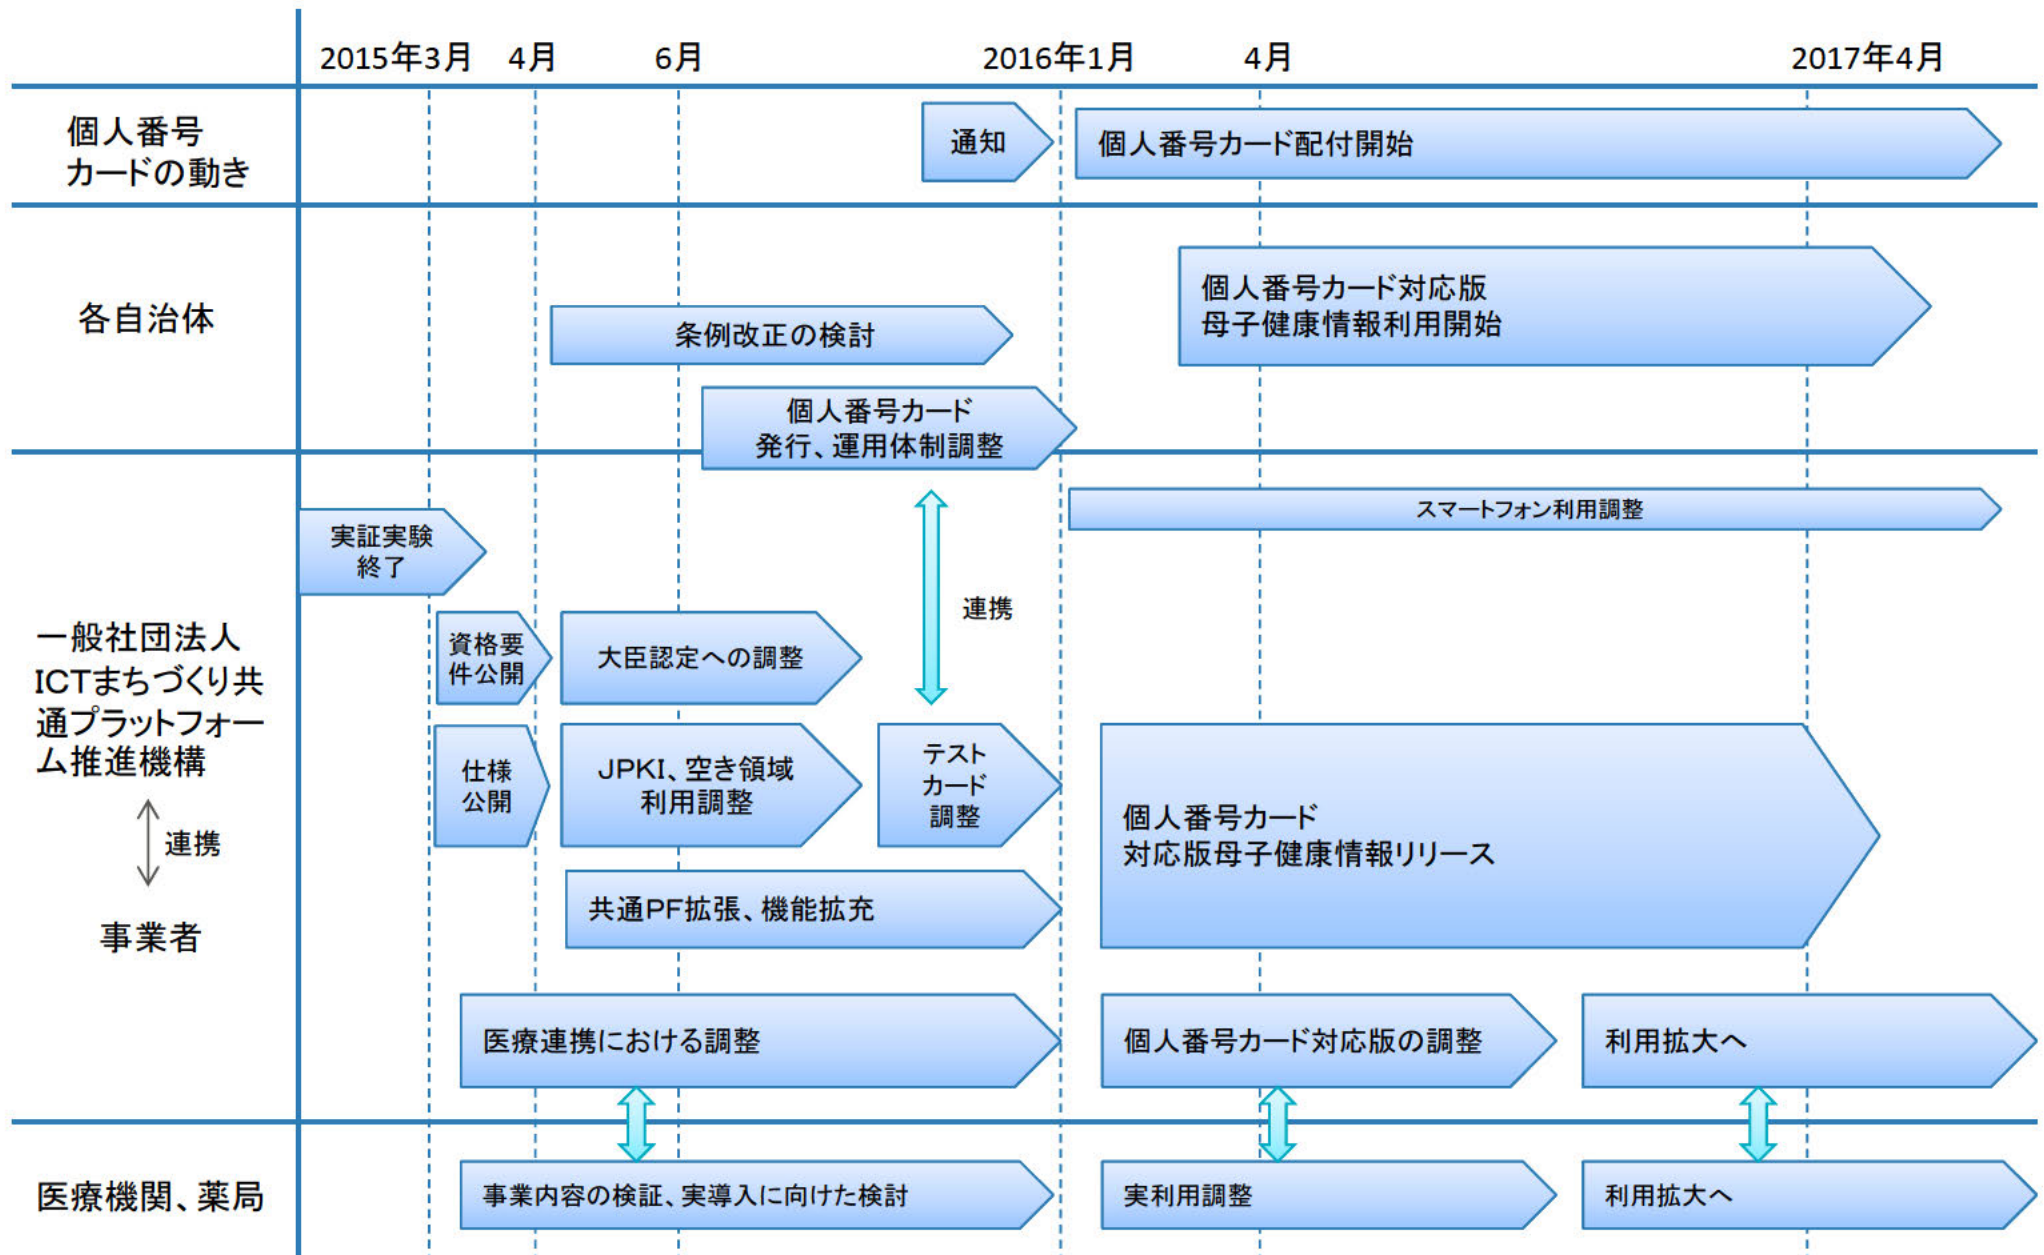 2015年3月 4月 6月 2016年1月 4月 2017年4月
個人番号
カードの動き
通知
個人番号カード配付開始
各自治体
個人番号カード対応版
母子健康情報利用開始
条例改正の検討
個人番号カード
発行、運用体制調整
スマートフォン利用調整
実証実験
終了
連携
一般社団法人
ICTまちづくり共
通プラットフォー
ム推進機構
連携
事業者
資格要
件公開
大臣認定への調整
仕様
公開
JPKI、空き領域
利用調整
テスト
カード
調整
個人番号カード
対応版母子健康情報リリース
共通PF拡張、機能拡充
医療連携における調整
個人番号カード対応版の調整
利用拡大へ
医療機関、薬局
事業内容の検証、実導入に向けた検討
実利用調整
利用拡大へ